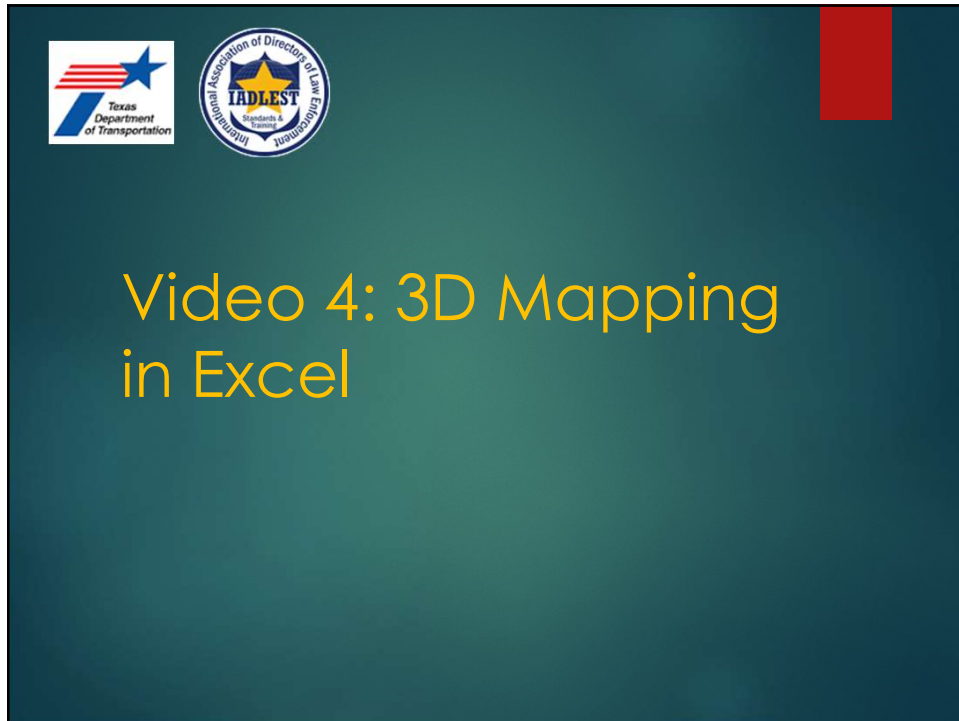 Texas
Department
of Transportation
International Association of Directors of Law Enforcement
IADLEST
Standards &
Training
Video 4: 3D Mapping
in Excel